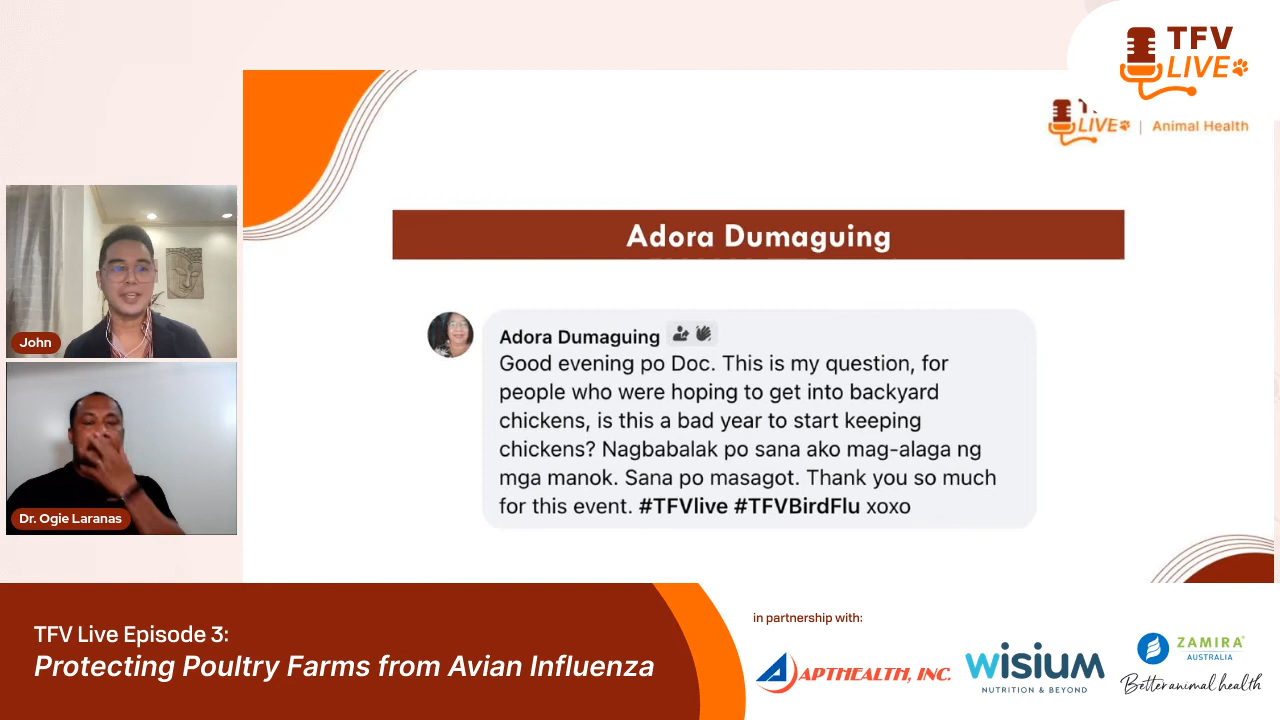 TFV
LIVE
LIVE | Animal Health
Adora Dumaguing
Adora Dumaguing
Good evening po Doc. This is my question, for
people who were hoping to get into backyard
chickens, is this a bad year to start keeping
chickens? Nagbabalak po sana ako mag-alaga ng
mga manok. Sana po masagot. Thank you so much
for this event. #TFVlive #TFVBirdFlu xoxo
John
Dr. Ogie Laranas
TFV Live Episode 3:
Protecting Poultry Farms from Avian Influenza
in partnership with:
APTHEALTH, INC.
wisium
NUTRITION & BEYOND
ZAMIRA
AUSTRALIA
Better animal health